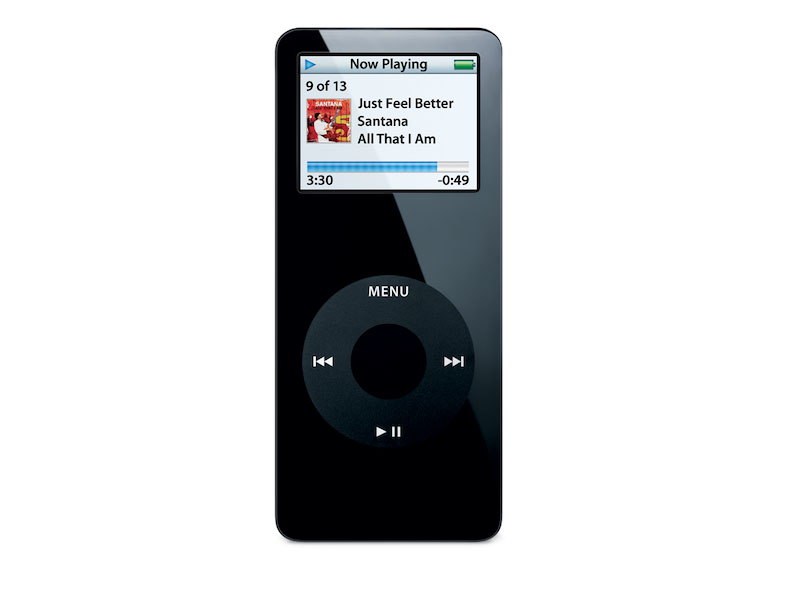 Now Playing
9 of 13
SANTANA
Just Feel Better
Santana
All That I Am
3:30
-0:49
MENU